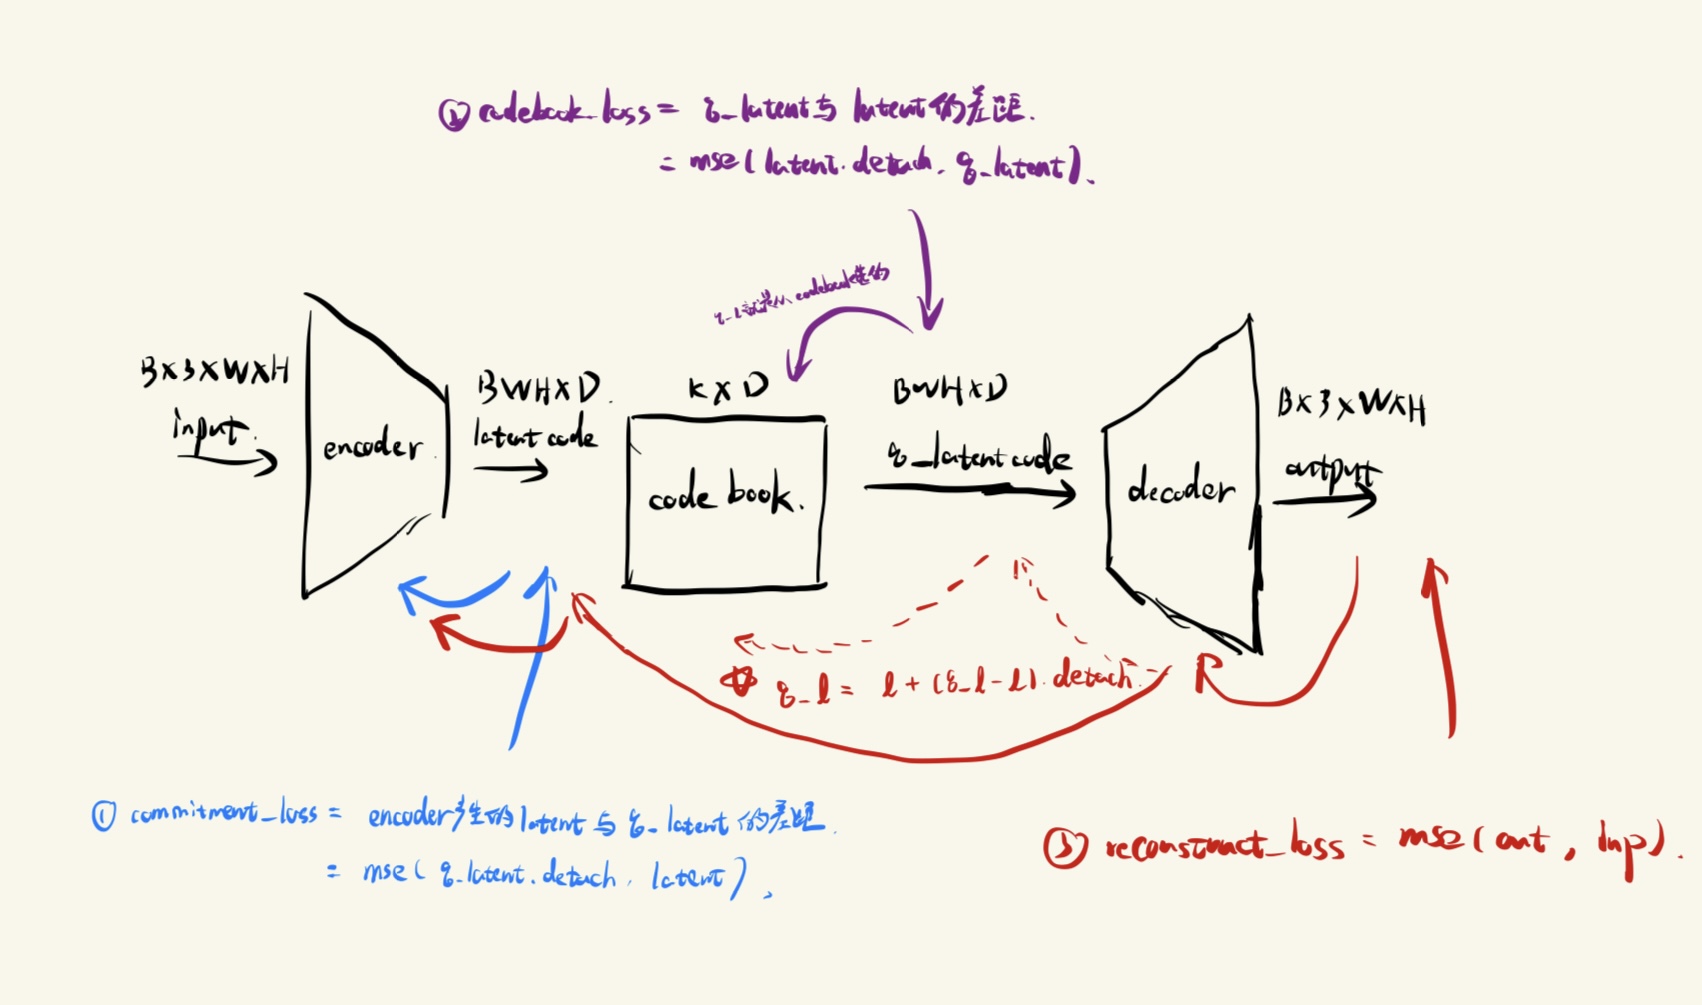 ② codebook_loss = q_latent与 latent的差距.
= mse(latent.detach, q_latent).
q_l就是从codebook选的
B×3×W×H
input.
encoder.
BWH×D.
latent code
K×D
code book.
BWH×D
q_latent code
decoder
B×3×W×H
output
q_l = l + (q_l - l).detach.
① commitment_loss = encoder产生的latent与 q_latent的差距.
= mse(q_latent.detach, latent),
③ reconstruct_loss = mse(out, inp).